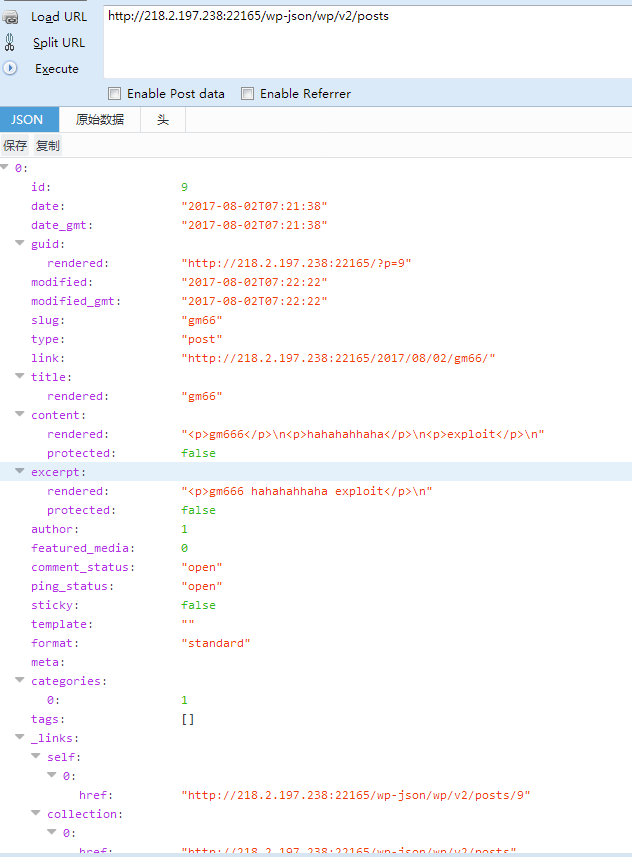 Load URL http://218.2.197.238:22165/wp-json/wp/v2/posts
Split URL
Execute
Enable Post data Enable Referrer
JSON 原始数据 头
保存 复制
0:
id: 9
date: "2017-08-02T07:21:38"
date_gmt: "2017-08-02T07:21:38"
guid:
rendered: "http://218.2.197.238:22165/?p=9"
modified: "2017-08-02T07:22:22"
modified_gmt: "2017-08-02T07:22:22"
slug: "gm66"
type: "post"
link: "http://218.2.197.238:22165/2017/08/02/gm66/"
title:
rendered: "gm66"
content:
rendered: "<p>gm666</p>\n<p>hahahahhaha</p>\n<p>exploit</p>\n"
protected: false
excerpt:
rendered: "<p>gm666 hahahahhaha exploit</p>\n"
protected: false
author: 1
featured_media: 0
comment_status: "open"
ping_status: "open"
sticky: false
template: ""
format: "standard"
meta:
categories:
0: 1
tags: []
_links:
self:
0:
href: "http://218.2.197.238:22165/wp-json/wp/v2/posts/9"
collection:
0:
href: "http://218.2.197.238:22165/wp-json/wp/v2/posts"